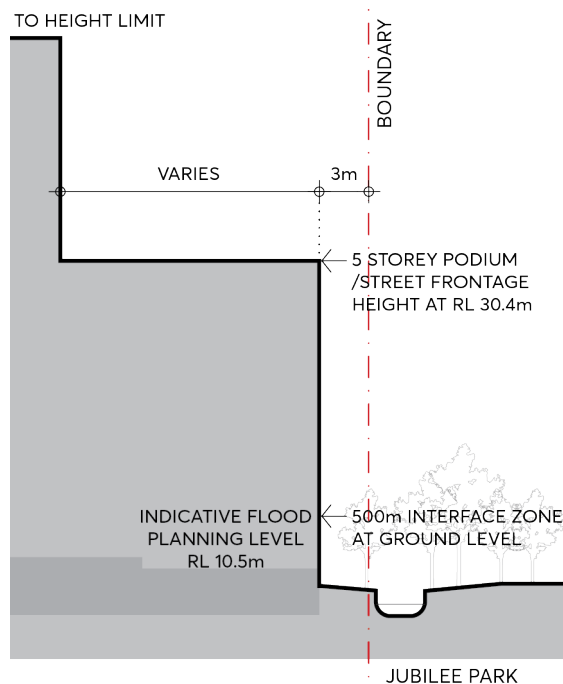 TO HEIGHT LIMIT
BOUNDARY
VARIES
3m
5 STOREY PODIUM
/STREET FRONTAGE
HEIGHT AT RL 30.4m
INDICATIVE FLOOD
PLANNING LEVEL
RL 10.5m
500m INTERFACE ZONE
AT GROUND LEVEL
JUBILEE PARK